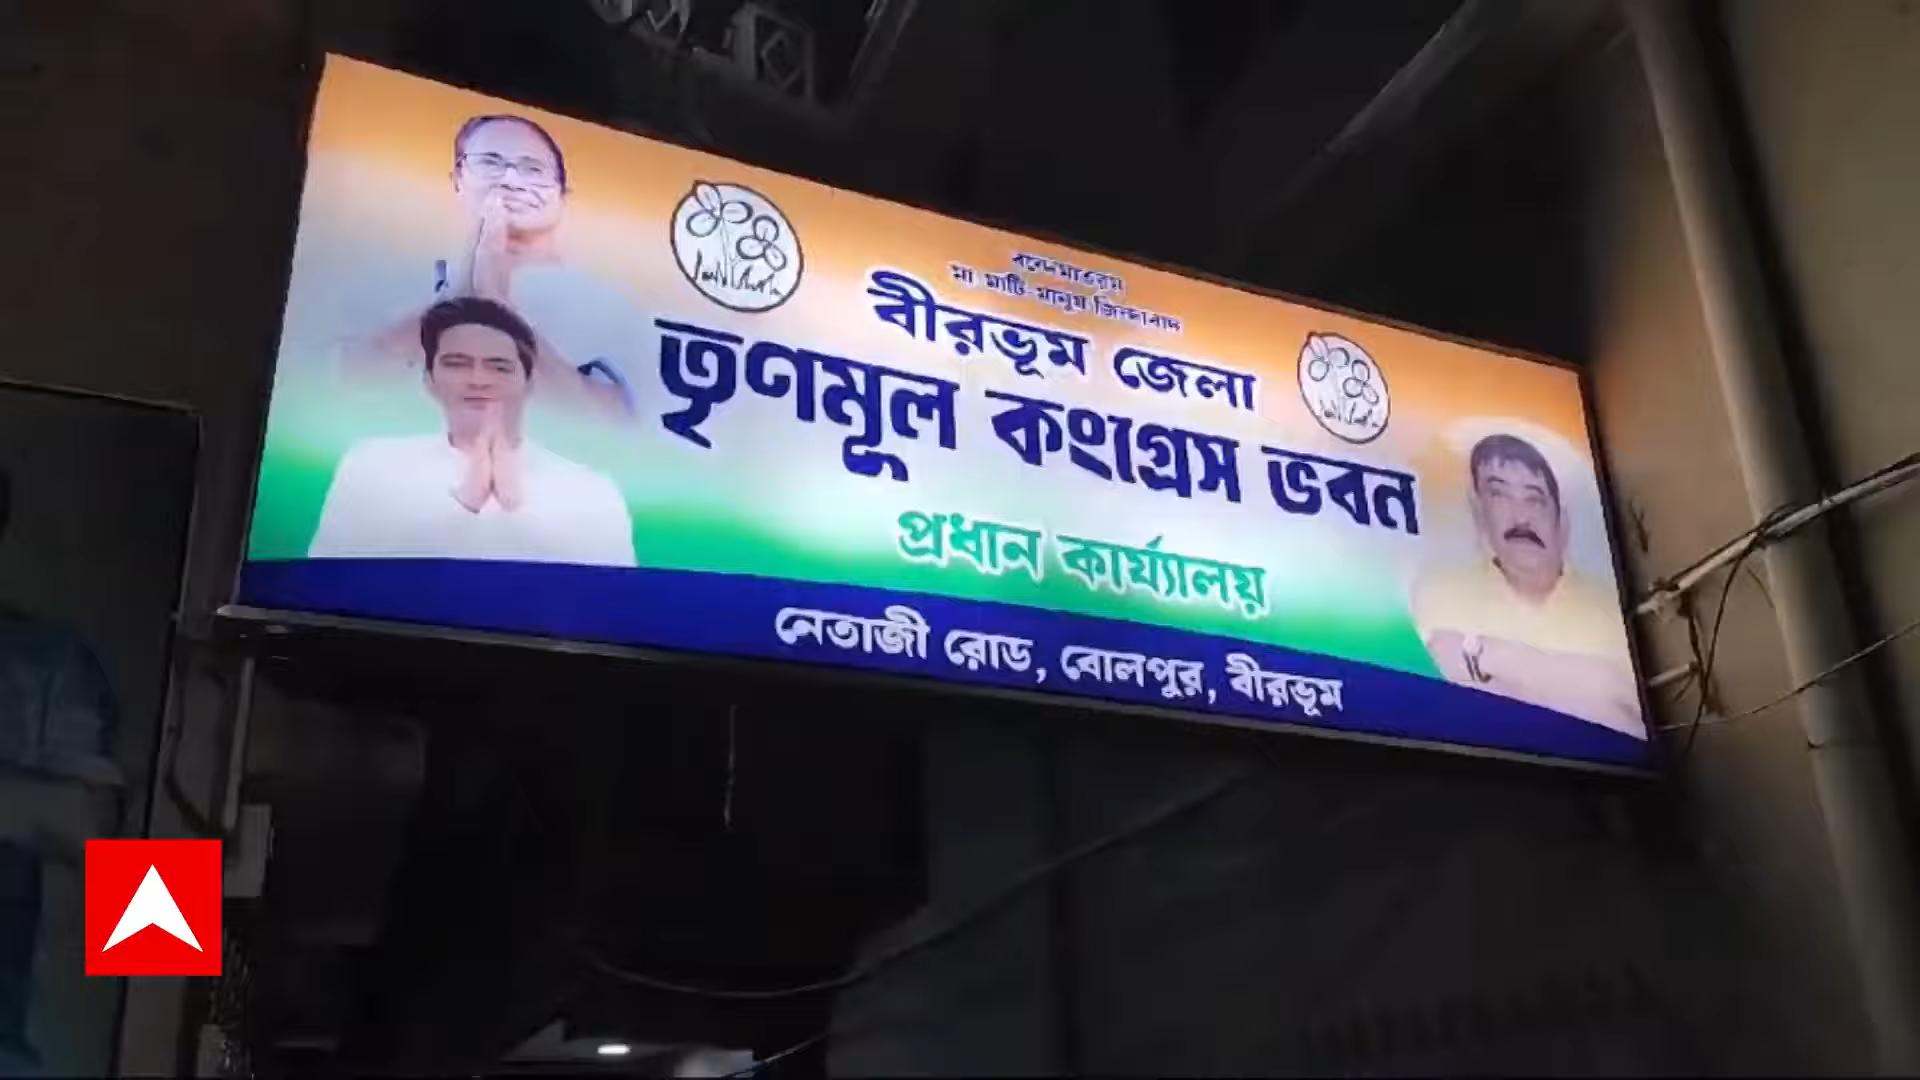 বন্দেমাতরম
মা মাটি-মানুষ জিন্দাবাদ
বীরভূম জেলা
তৃণমূল কংগ্রেস ভবন
প্রধান কার্য্যালয়
নেতাজী রোড, বোলপুর, বীরভূম